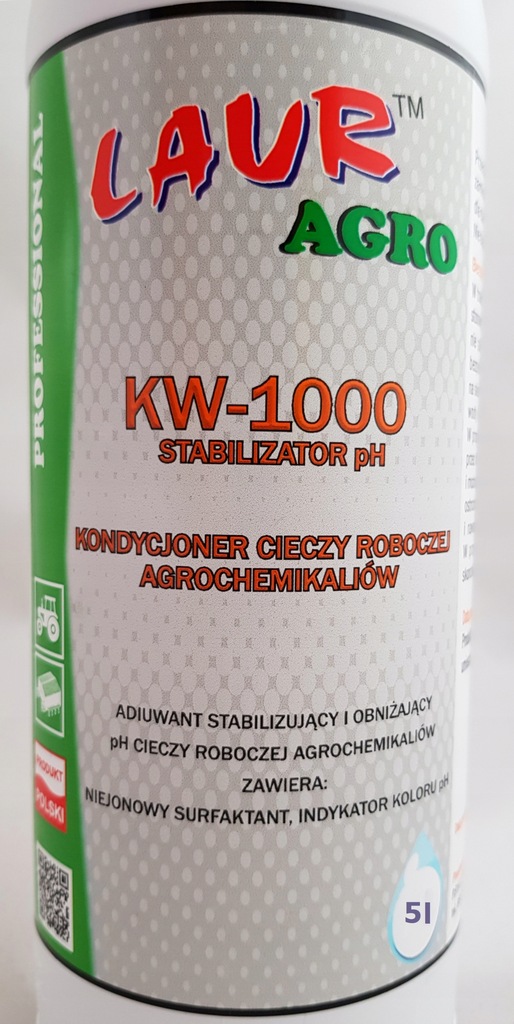 LAUR™
AGRO
PROFESSIONAL
KW-1000
STABILIZATOR pH
KONDYCJONER CIECZY ROBOCZEJ
AGROCHEMIKALIÓW
ADIUWANT STABILIZUJĄCY I OBNIŻAJĄCY
pH CIECZY ROBOCZEJ AGROCHEMIKALIÓW
ZAWIERA:
NIEJONOWY SURFAKTANT, INDYKATOR KOLORU pH
PRODUKT
POLSKI
5l